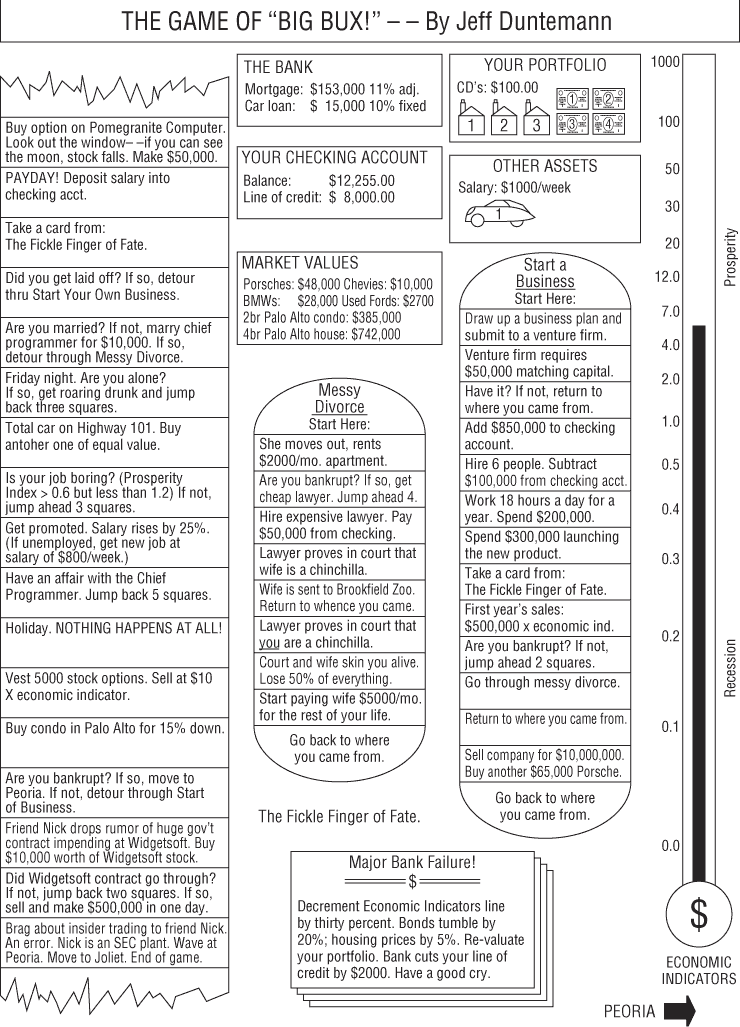 THE GAME OF “BIG BUX!” – – By Jeff Duntemann
Buy option on Pomegranite Computer.
Look out the window– –if you can see
the moon, stock falls. Make $50,000.
PAYDAY! Deposit salary into
checking acct.
Take a card from:
The Fickle Finger of Fate.
Did you get laid off? If so, detour
thru Start Your Own Business.
Are you married? If not, marry chief
programmer for $10,000. If so,
detour through Messy Divorce.
Friday night. Are you alone?
If so, get roaring drunk and jump
back three squares.
Total car on Highway 101. Buy
antoher one of equal value.
Is your job boring? (Prosperity
Index > 0.6 but less than 1.2) If not,
jump ahead 3 squares.
Get promoted. Salary rises by 25%.
(If unemployed, get new job at
salary of $800/week.)
Have an affair with the Chief
Programmer. Jump back 5 squares.
Holiday. NOTHING HAPPENS AT ALL!
Vest 5000 stock options. Sell at $10
X economic indicator.
Buy condo in Palo Alto for 15% down.
Are you bankrupt? If so, move to
Peoria. If not, detour through Start
of Business.
Friend Nick drops rumor of huge gov’t
contract impending at Widgetsoft. Buy
$10,000 worth of Widgetsoft stock.
Did Widgetsoft contract go through?
If not, jump back two squares. If so,
sell and make $500,000 in one day.
Brag about insider trading to friend Nick.
An error. Nick is an SEC plant. Wave at
Peoria. Move to Joliet. End of game.
THE BANK
Mortgage: $153,000 11% adj.
Car loan: $ 15,000 10% fixed
YOUR CHECKING ACCOUNT
Balance: $12,255.00
Line of credit: $ 8,000.00
MARKET VALUES
Porsches: $48,000 Chevies: $10,000
BMWs: $28,000 Used Fords: $2700
2br Palo Alto condo: $385,000
4br Palo Alto house: $742,000
Messy
Divorce
Start Here:
She moves out, rents
$2000/mo. apartment.
Are you bankrupt? If so, get
cheap lawyer. Jump ahead 4.
Hire expensive lawyer. Pay
$50,000 from checking.
Lawyer proves in court that
wife is a chinchilla.
Wife is sent to Brookfield Zoo.
Return to whence you came.
Lawyer proves in court that
you are a chinchilla.
Court and wife skin you alive.
Lose 50% of everything.
Start paying wife $5000/mo.
for the rest of your life.
Go back to where
you came from.
The Fickle Finger of Fate.
Major Bank Failure!
$
Decrement Economic Indicators line
by thirty percent. Bonds tumble by
20%; housing prices by 5%. Re-valuate
your portfolio. Bank cuts your line of
credit by $2000. Have a good cry.
YOUR PORTFOLIO
CD’s: $100.00
1 2 3
1 2
3 4
OTHER ASSETS
Salary: $1000/week
1
Start a
Business
Start Here:
Draw up a business plan and
submit to a venture firm.
Venture firm requires
$50,000 matching capital.
Have it? If not, return to
where you came from.
Add $850,000 to checking
account.
Hire 6 people. Subtract
$100,000 from checking acct.
Work 18 hours a day for a
year. Spend $200,000.
Spend $300,000 launching
the new product.
Take a card from:
The Fickle Finger of Fate.
First year’s sales:
$500,000 x economic ind.
Are you bankrupt? If not,
jump ahead 2 squares.
Go through messy divorce.
Return to where you came from.
Sell company for $10,000,000.
Buy another $65,000 Porsche.
Go back to where
you came from.
1000
100
50
30
20
12.0
7.0
4.0
2.0
1.0
0.5
0.4
0.3
0.2
0.1
0.0
Prosperity
Recession
$
ECONOMIC
INDICATORS
PEORIA